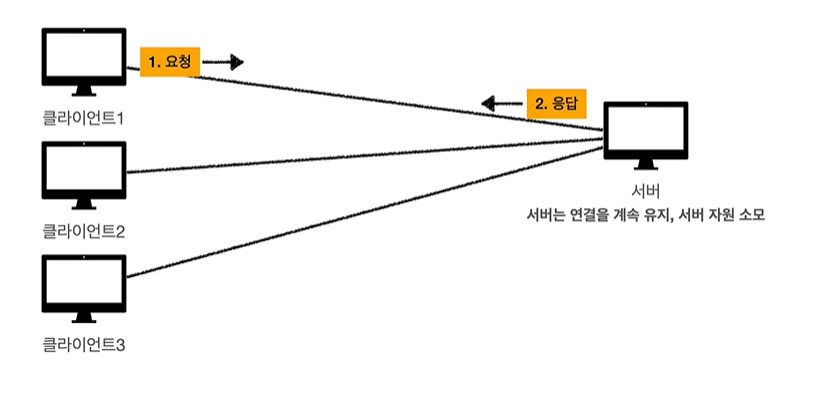 1. 요청
2. 응답
클라이언트1
클라이언트2
서버
서버는 연결을 계속 유지, 서버 자원 소모
클라이언트3